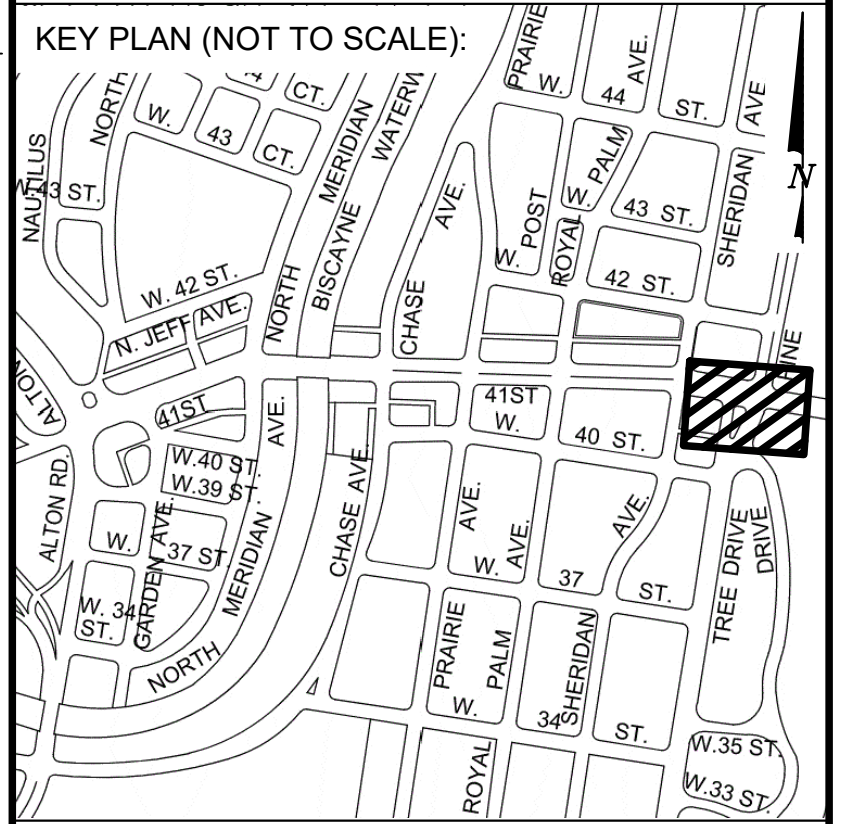 KEY PLAN (NOT TO SCALE):
NORTH
W.
43
CT.
CT.
MERIDIAN
WATERW
PRAIRIE
W.
44
AVE.
ST.
AVE
N
NAUTILUS
W.43 ST.
BISCAYNE
NORTH
AVE.
CHASE
W.
POST
ROYAL
W.
PALM
43 ST.
42 ST.
SHERIDAN
W. 42 ST.
N. JEFF AVE.
INE
ALTON
41ST
AVE.
41ST
W.
40 ST.
W.40 ST.
W.39 ST.
ALTON RD.
W.
37 ST.
GARDEN AVE.
MERIDIAN
CHASE AVE.
AVE.
W.
AVE.
37
AVE.
ST.
TREE DRIVE
DRIVE
W. 34
ST.
NORTH
PRAIRIE
W.
PALM
34
SHERIDAN
ST.
ROYAL
W.35 ST.
W.33 ST.